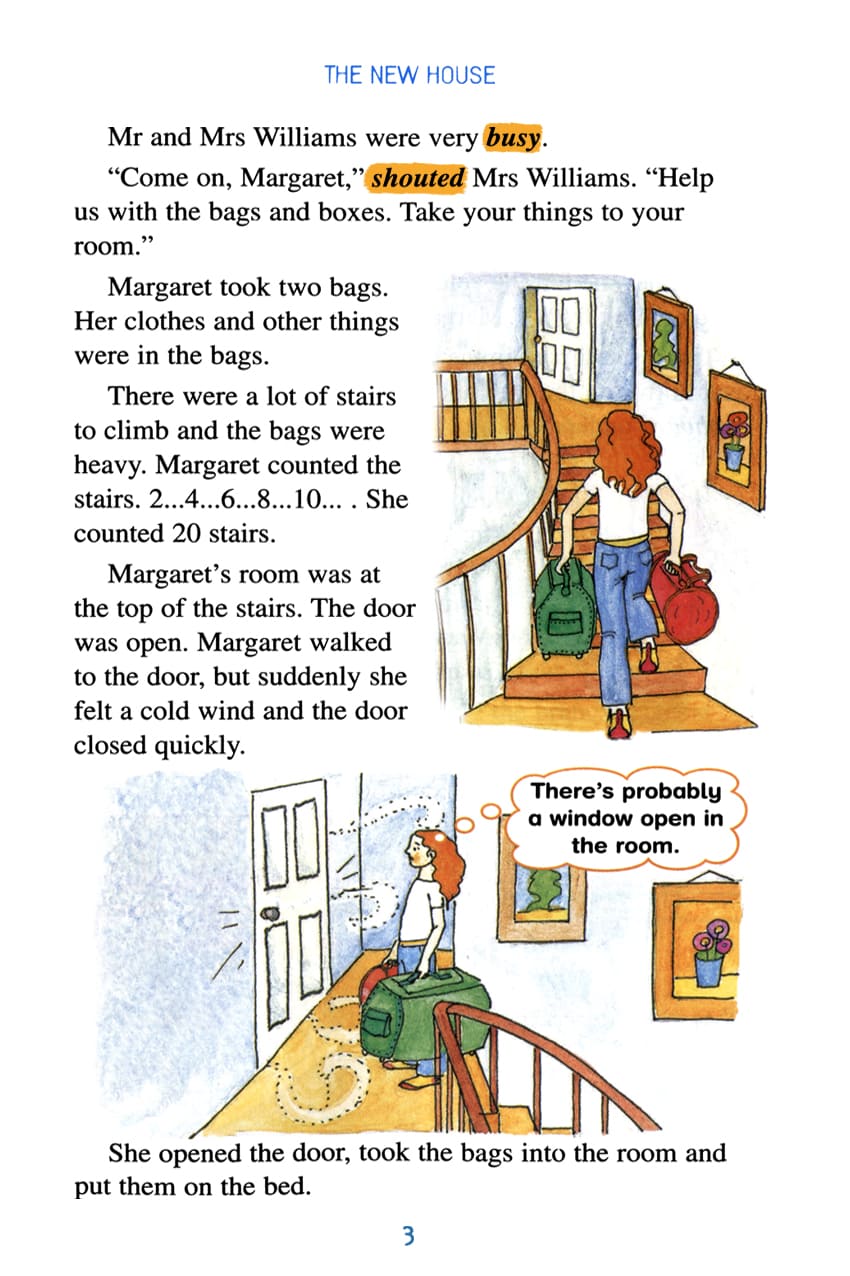 THE NEW HOUSE
Mr and Mrs Williams were very busy.
“Come on, Margaret,” shouted Mrs Williams. “Help
us with the bags and boxes. Take your things to your
room.”
Margaret took two bags.
Her clothes and other things
were in the bags.
There were a lot of stairs
to climb and the bags were
heavy. Margaret counted the
stairs. 2...4...6...8...10... . She
counted 20 stairs.
Margaret’s room was at
the top of the stairs. The door
was open. Margaret walked
to the door, but suddenly she
felt a cold wind and the door
closed quickly.
There’s probably
a window open in
the room.
She opened the door, took the bags into the room and
put them on the bed.
3